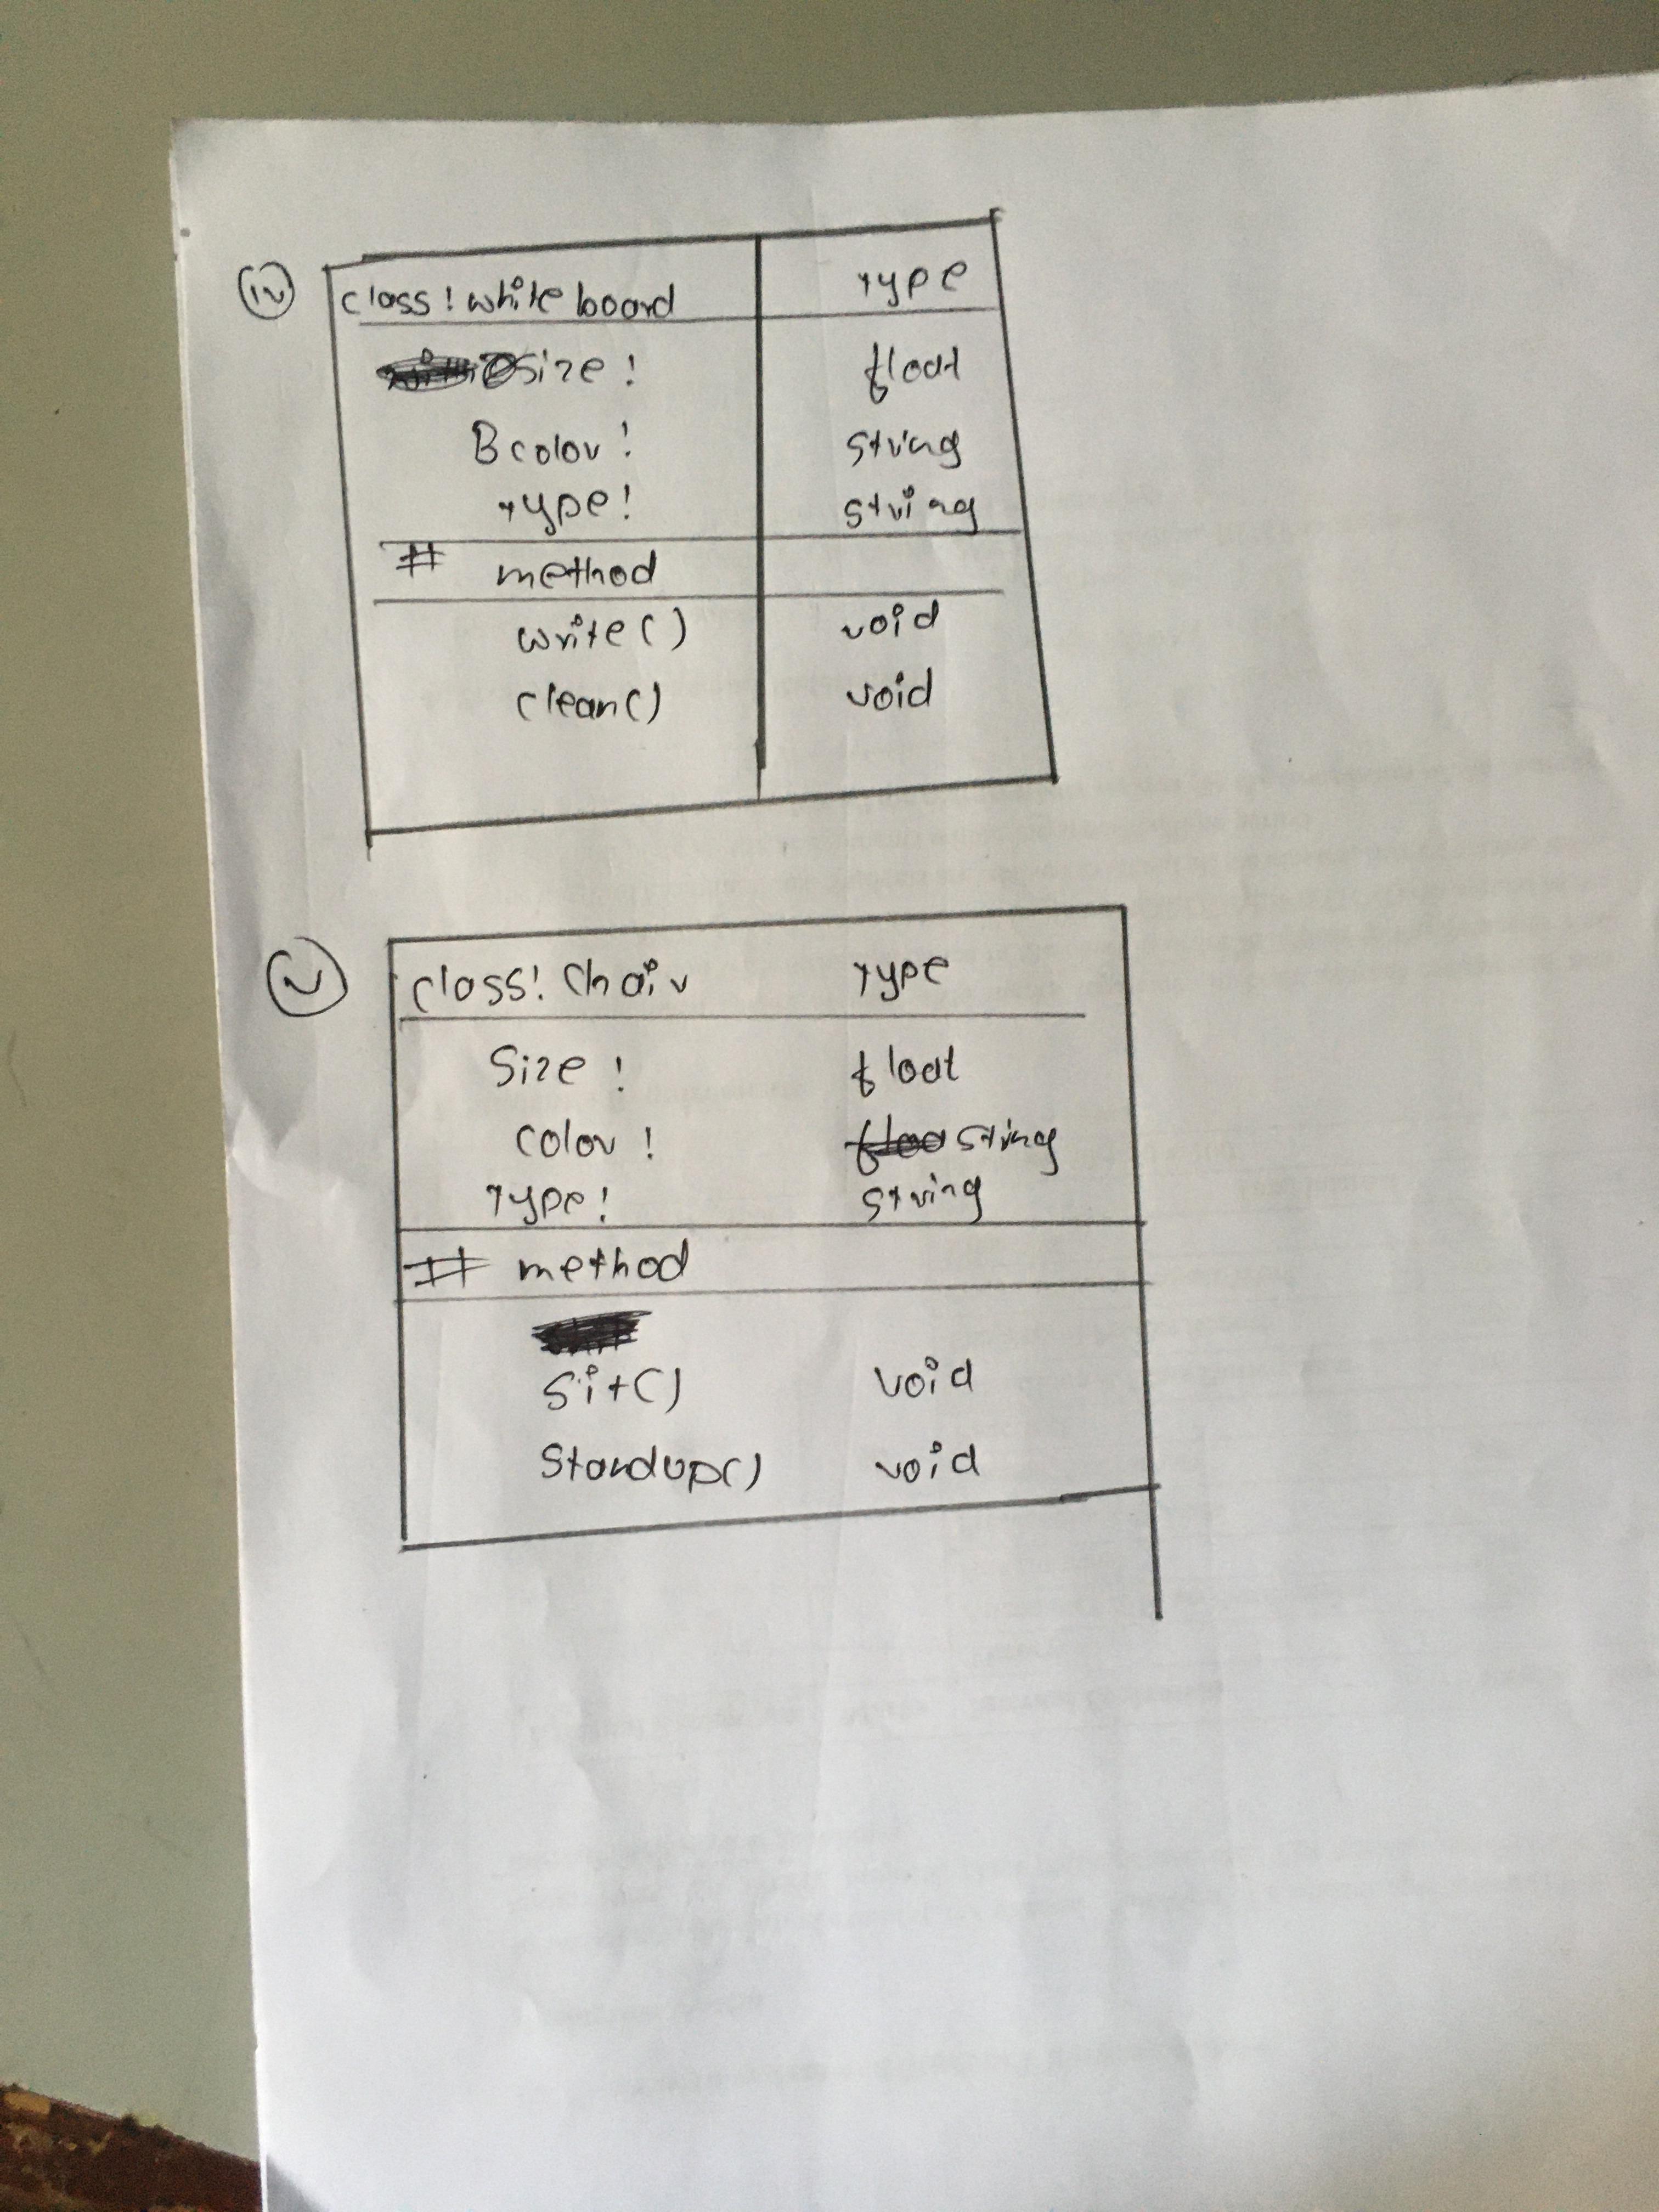 (iv) class: white board Type
size: float
Bcolor: string
Type: string
# method
write() void
clean() void
(v) class: Chair Type
Size: float
color: string
Type: string
# method
Sit() void
Standup() void